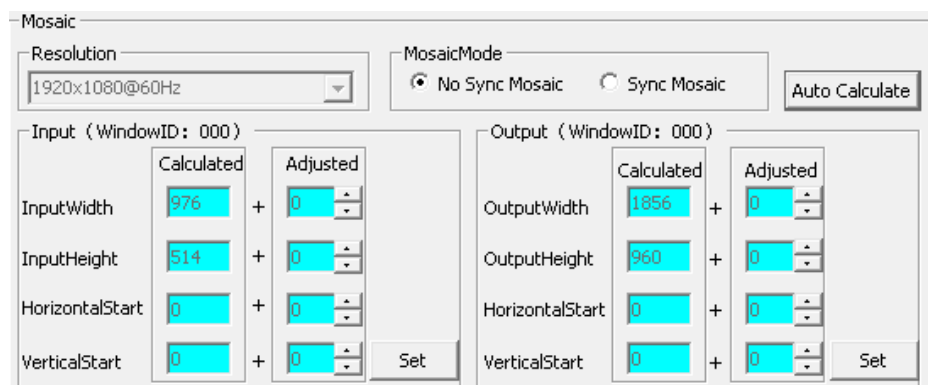 Mosaic
Resolution
1920x1080@60Hz
MosaicMode
No Sync Mosaic
Sync Mosaic
Auto Calculate
Input (WindowID: 000)
Calculated Adjusted
InputWidth 976 + 0
InputHeight 514 + 0
HorizontalStart 0 + 0
VerticalStart 0 + 0 Set
Output (WindowID: 000)
Calculated Adjusted
OutputWidth 1856 + 0
OutputHeight 960 + 0
HorizontalStart 0 + 0
VerticalStart 0 + 0 Set